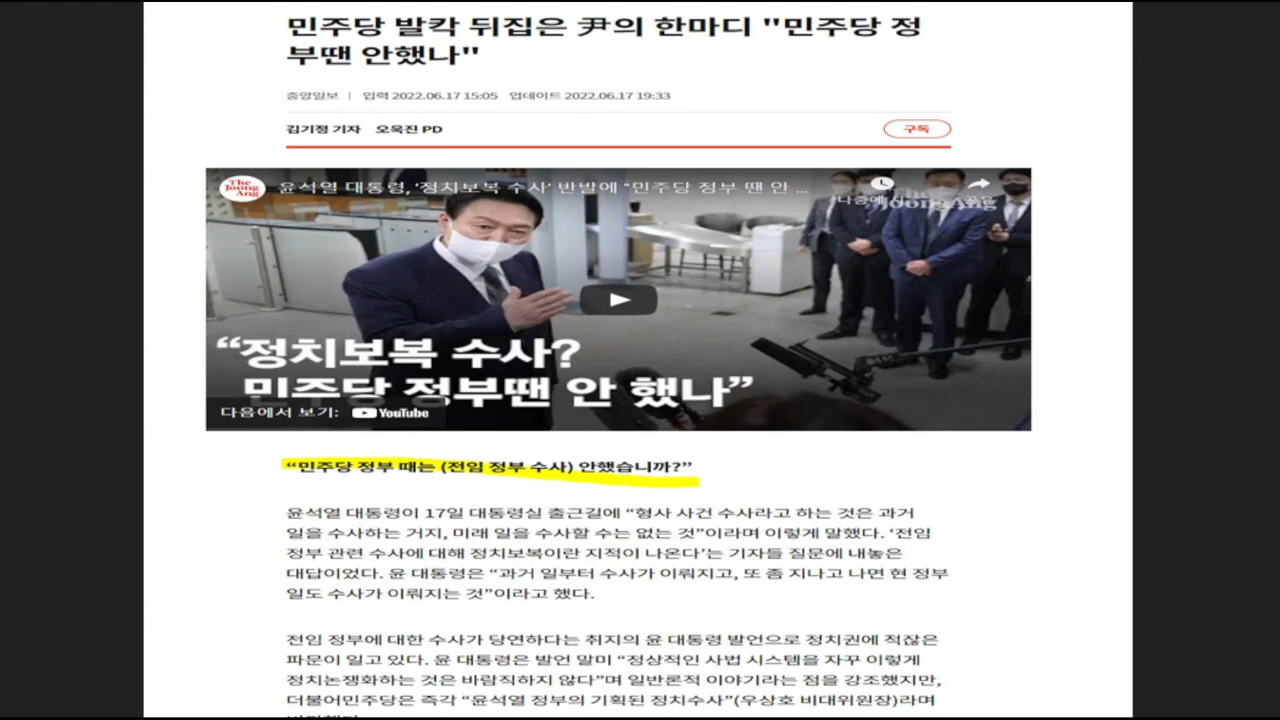 민주당 발칵 뒤집은 尹의 한마디 "민주당 정
부땐 안했나"
중앙일보 | 입력 2022.06.17 15:05 업데이트 2022.06.17 19:33
김기정 기자 오욱진 PD
구독
The
JoongAng
윤석열 대통령, '정치보복 수사' 반발에 "민주당 정부 땐 안 ...
나중에 시
공유
The
JoongAng
“정치보복 수사?
민주당 정부땐 안 했나”
다음에서 보기: YouTube
“민주당 정부 때는 (전임 정부 수사) 안했습니까?”
윤석열 대통령이 17일 대통령실 출근길에 “형사 사건 수사라고 하는 것은 과거
일을 수사하는 거지, 미래 일을 수사할 수는 없는 것”이라며 이렇게 말했다. ‘전임
정부 관련 수사에 대해 정치보복이란 지적이 나온다’는 기자들 질문에 내놓은
대답이었다. 윤 대통령은 “과거 일부터 수사가 이뤄지고, 또 좀 지나고 나면 현 정부
일도 수사가 이뤄지는 것”이라고 했다.
전임 정부에 대한 수사가 당연하다는 취지의 윤 대통령 발언으로 정치권에 적잖은
파문이 일고 있다. 윤 대통령은 발언 말미 “정상적인 사법 시스템을 자꾸 이렇게
정치논쟁화하는 것은 바람직하지 않다”며 일반론적 이야기라는 점을 강조했지만,
더불어민주당은 즉각 “윤석열 정부의 기획된 정치수사”(우상호 비대위원장)라며